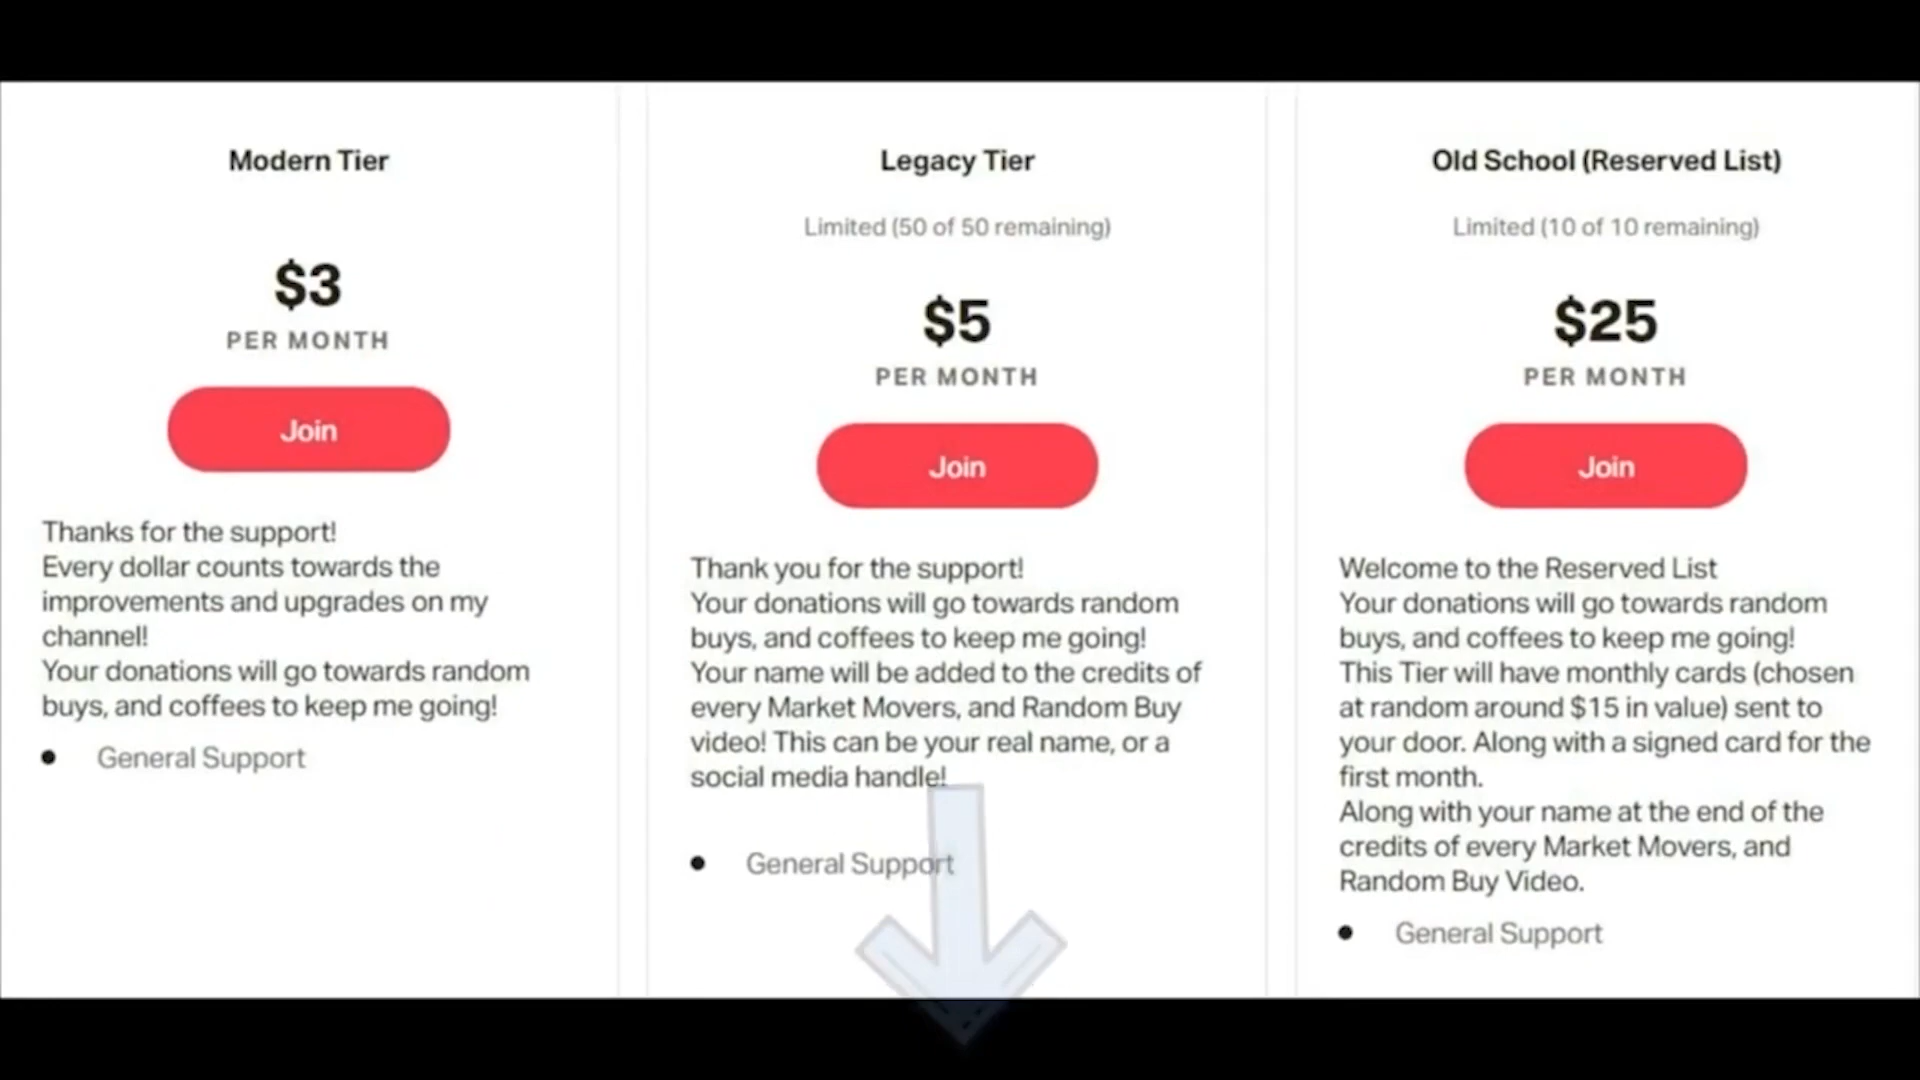 Modern Tier
$3
PER MONTH
Join
Thanks for the support!
Every dollar counts towards the
improvements and upgrades on my
channel!
Your donations will go towards random
buys, and coffees to keep me going!
General Support
Legacy Tier
Limited (50 of 50 remaining)
$5
PER MONTH
Join
Thank you for the support!
Your donations will go towards random
buys, and coffees to keep me going!
Your name will be added to the credits of
every Market Movers, and Random Buy
video! This can be your real name, or a
social media handle!
General Support
Old School (Reserved List)
Limited (10 of 10 remaining)
$25
PER MONTH
Join
Welcome to the Reserved List
Your donations will go towards random
buys, and coffees to keep me going!
This Tier will have monthly cards (chosen
at random around $15 in value) sent to
your door. Along with a signed card for the
first month.
Along with your name at the end of the
credits of every Market Movers, and
Random Buy Video.
General Support